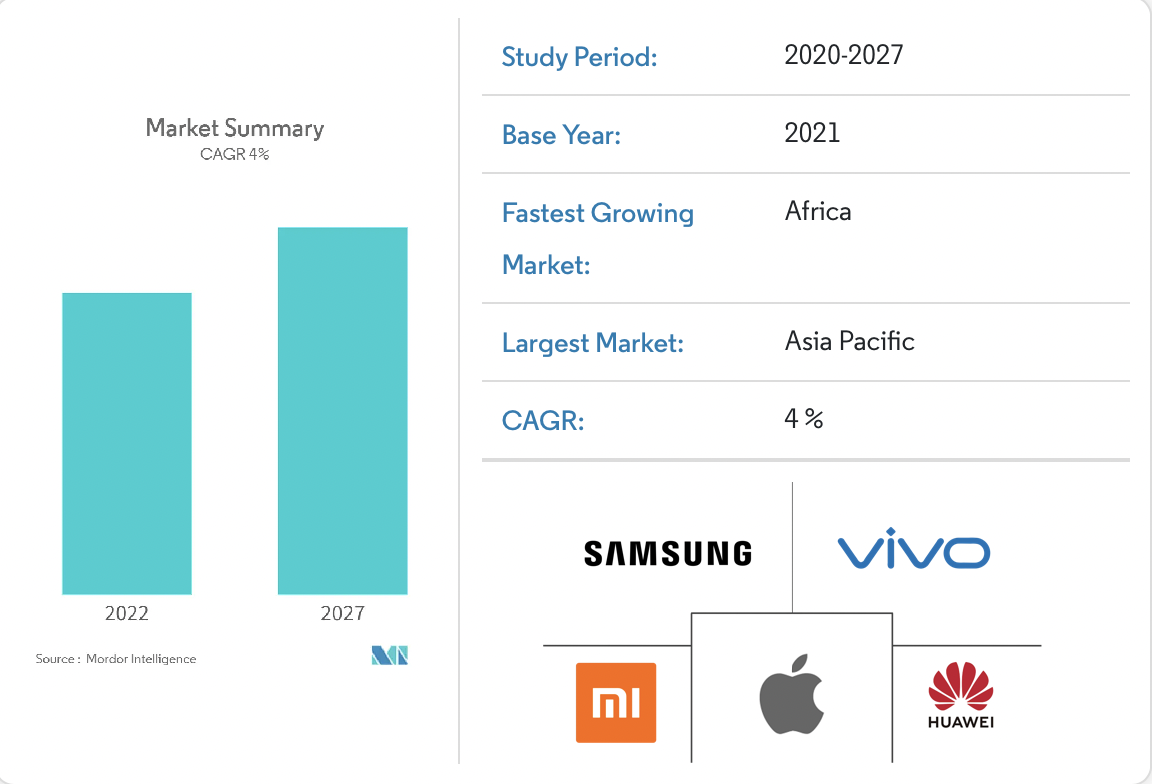 Market Summary
CAGR 4%
2022
2027
Source : Mordor Intelligence
Study Period:
2020-2027
Base Year:
2021
Fastest Growing
Market:
Africa
Largest Market:
Asia Pacific
CAGR:
4 %
SAMSUNG
vivo
mi
HUAWEI